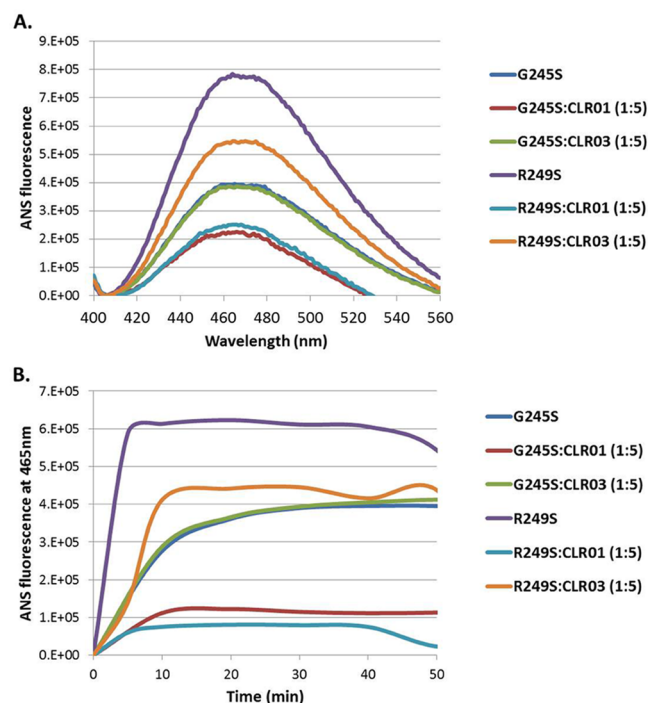 A.
9.E+05
8.E+05
7.E+05
6.E+05
5.E+05
4.E+05
3.E+05
2.E+05
1.E+05
0.E+00
ANS fluorescence
400 420 440 460 480 500 520 540 560
Wavelength (nm)
G245S
G245S:CLR01 (1:5)
G245S:CLR03 (1:5)
R249S
R249S:CLR01 (1:5)
R249S:CLR03 (1:5)
B.
7.E+05
6.E+05
5.E+05
4.E+05
3.E+05
2.E+05
1.E+05
0.E+00
ANS fluorescence at 465nm
0 10 20 30 40 50
Time (min)
G245S
G245S:CLR01 (1:5)
G245S:CLR03 (1:5)
R249S
R249S:CLR01 (1:5)
R249S:CLR03 (1:5)